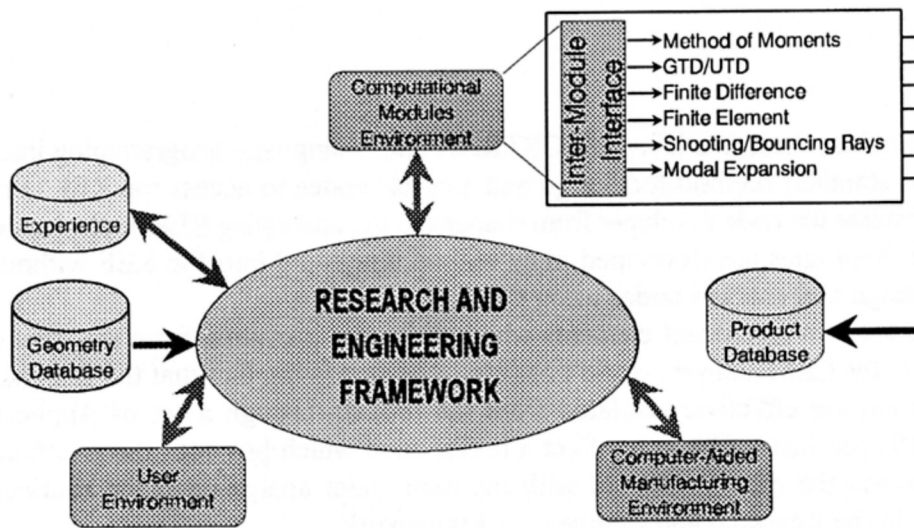 Computational
Modules
Environment
Inter-Module
Interface
Method of Moments
GTD/UTD
Finite Difference
Finite Element
Shooting/Bouncing Rays
Modal Expansion
Experience
Geometry
Database
RESEARCH AND
ENGINEERING
FRAMEWORK
Product
Database
User
Environment
Computer-Aided
Manufacturing
Environment